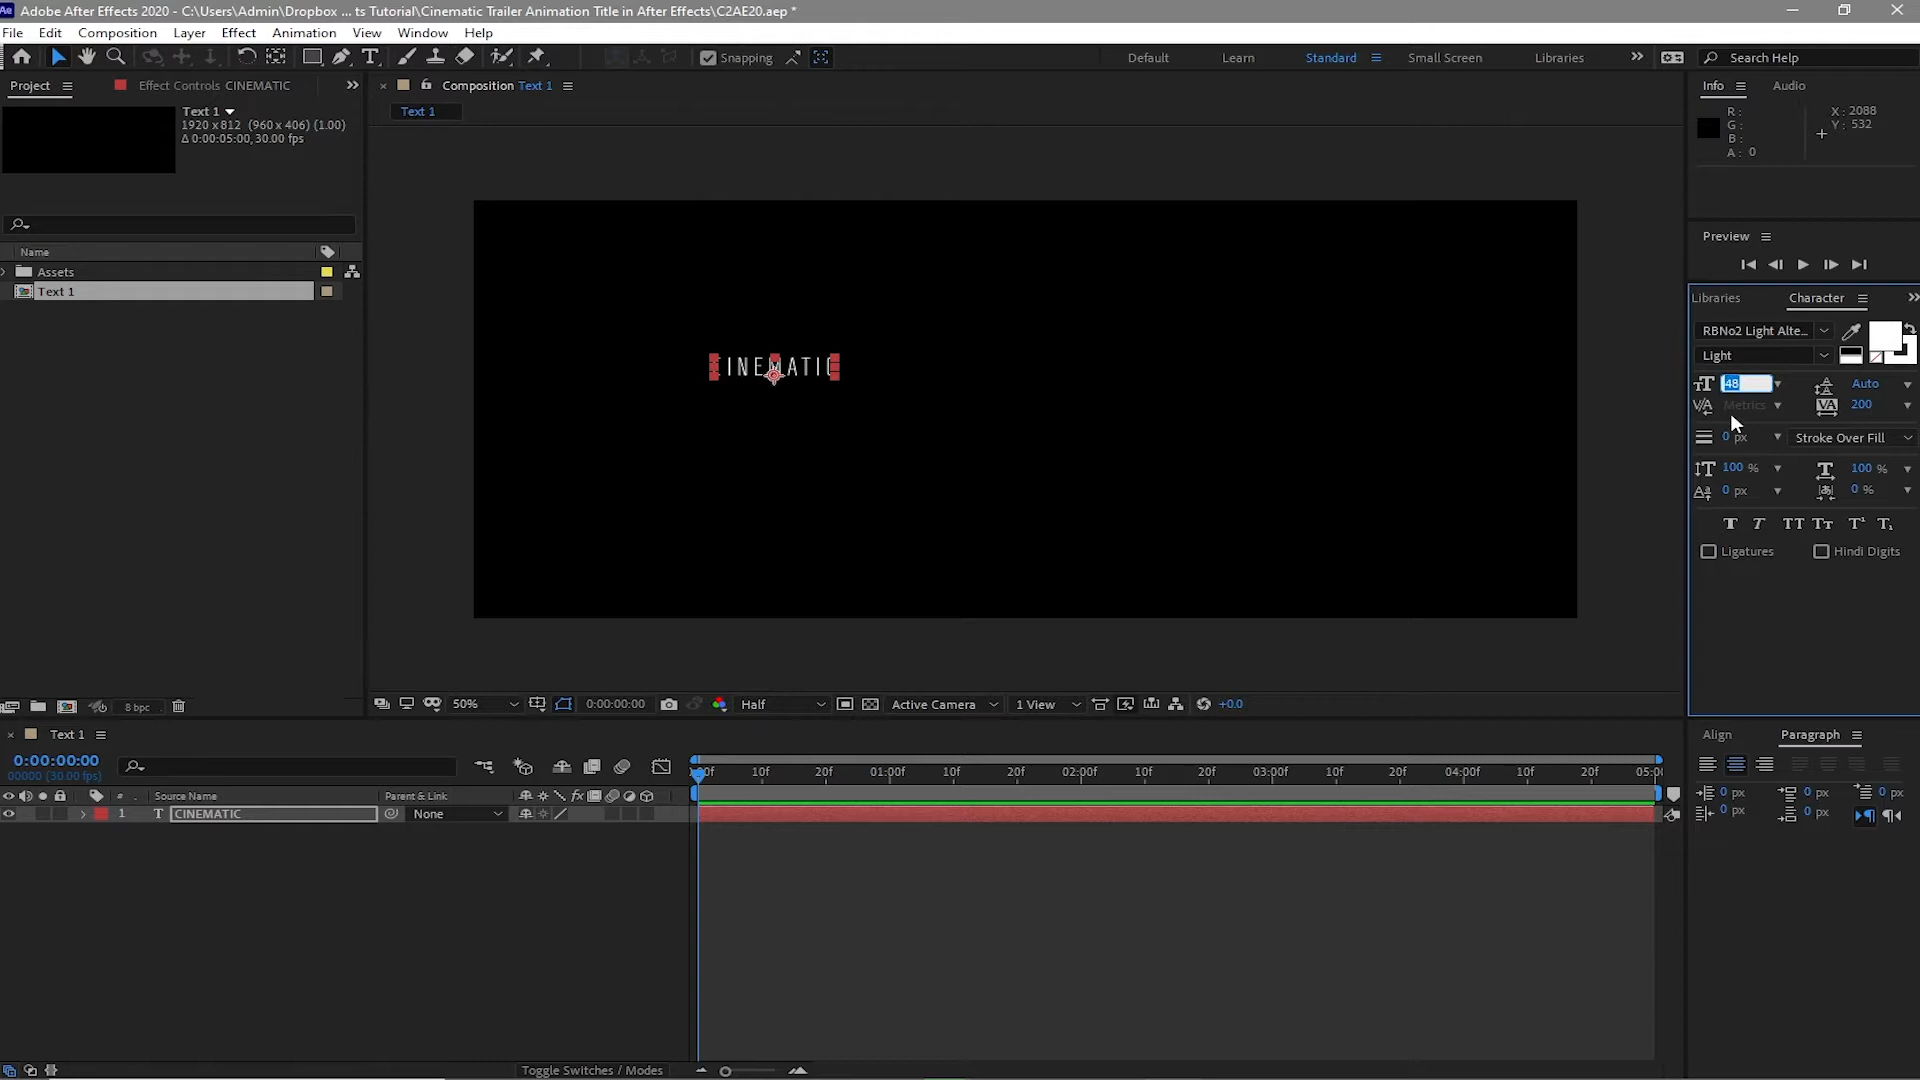 Ae Adobe After Effects 2020 - C:\Users\Admin\Dropbox ... ts Tutorial\Cinematic Trailer Animation Title in After Effects\C2AE20.aep *
File Edit Composition Layer Effect Animation View Window Help
T Snapping Default Learn Standard Small Screen Libraries Search Help
Project Effect Controls CINEMATIC
Composition Text 1
Info Audio
Text 1
1920 x 812 (960 x 406) (1.00)
Δ 0:00:05:00, 30.00 fps
Text 1
R :
G :
B :
A : 0
X : 2088
Y : 532
Preview
Name
Assets
Text 1
CINEMATIC
Libraries Character
RBNo2 Light Alte...
Light
48 Auto
Metrics 200
0 px Stroke Over Fill
100 % 100 %
0 px 0 %
T T TT Tt T¹ T₁
Ligatures Hindi Digits
8 bpc
50% 0:00:00:00 Half Active Camera 1 View +0.0
Text 1
Align Paragraph
0:00:00:00
00000 (30.00 fps)
10f 20f 01:00f 10f 20f 02:00f 10f 20f 03:00f 10f 20f 04:00f 10f 20f 05:0
# Source Name Parent & Link fx
1 T CINEMATIC None
0 px 0 px 0 px
0 px 0 px
Toggle Switches / Modes